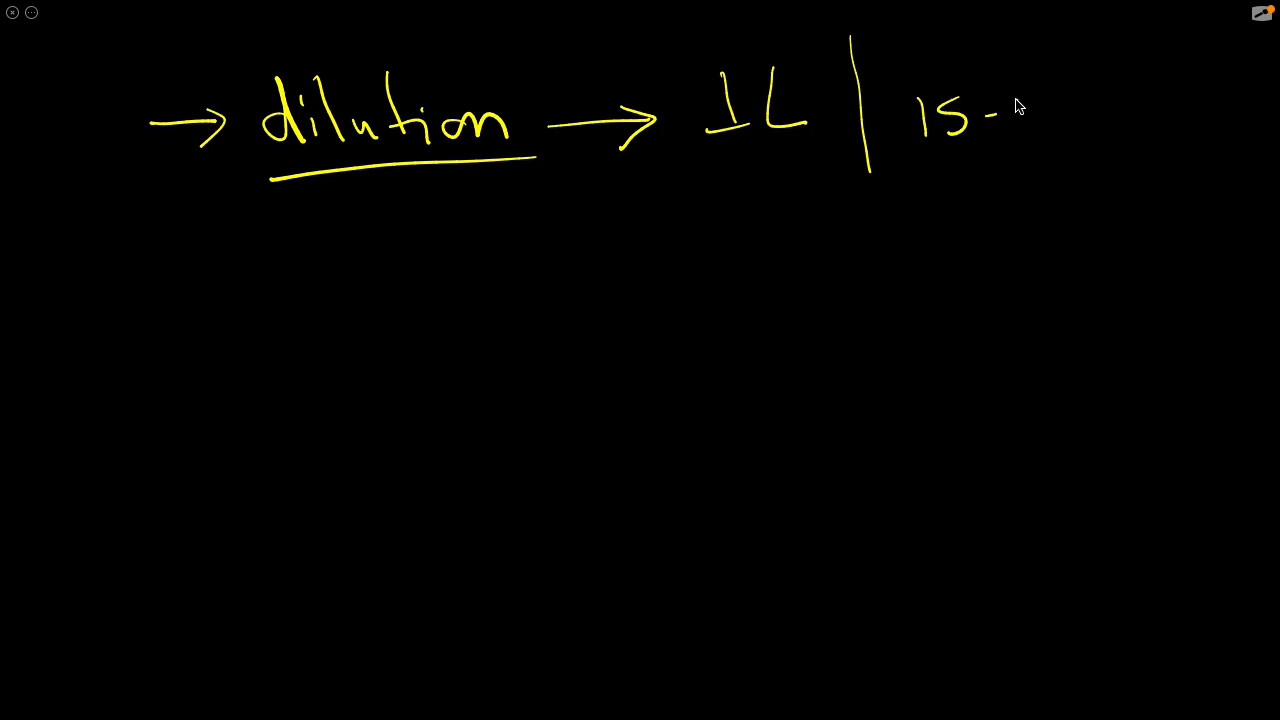 → dilution → 1L | 15-